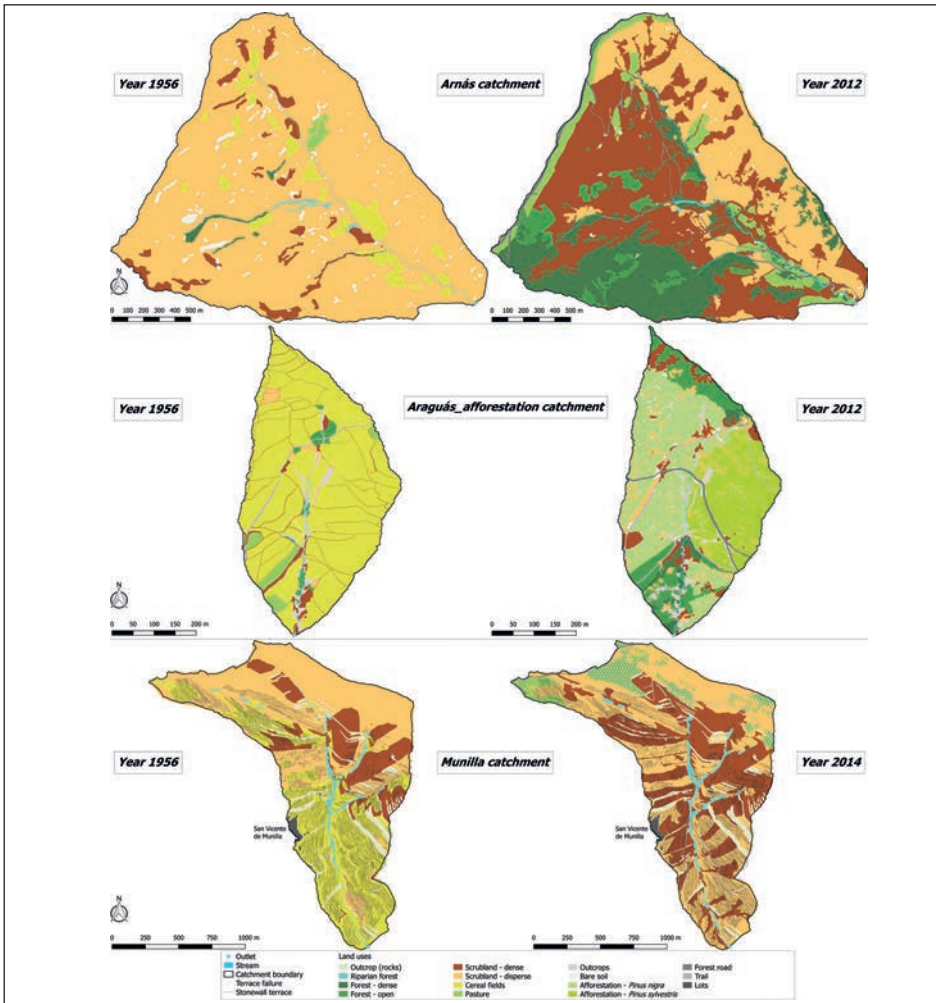 Year 1956
Arnás catchment
Year 2012
N
0 100 200 300 400 500 m
N
0 100 200 300 400 500 m
Year 1956
Araguás_afforestation catchment
Year 2012
N
0 50 100 150 200 m
N
0 50 100 150 200 m
Year 1956
Munilla catchment
Year 2014
San Vicente
de Munilla
San Vicente
de Munilla
N
0 250 500 750 1000 m
N
0 250 500 750 1000 m
Outlet
Stream
Catchment boundary
Terrace failure
Stonewall terrace
Land uses
Outcrop (rocks)
Riparian forest
Forest - dense
Forest - open
Scrubland - dense
Scrubland - disperse
Cereal fields
Pasture
Outcrops
Bare soil
Afforestation - Pinus nigra
Afforestation - Pinus sylvestris
Forest road
Trail
Lots